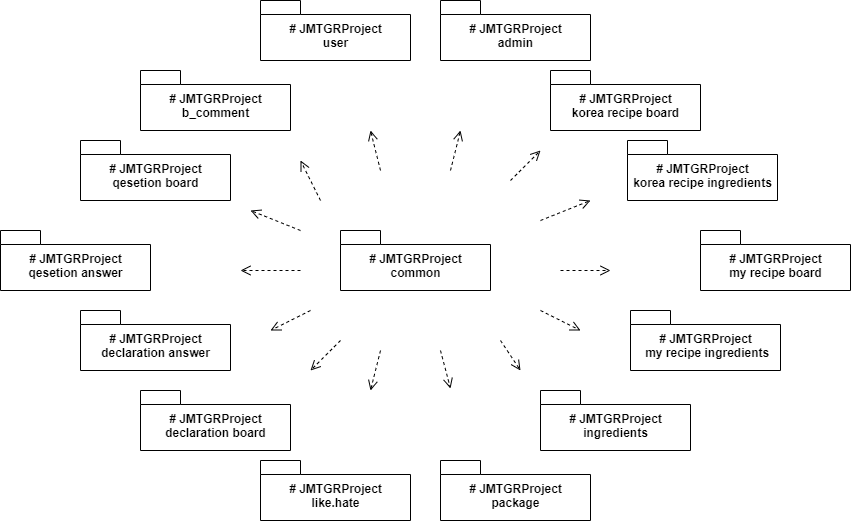 # JMTGRProject
user
# JMTGRProject
admin
# JMTGRProject
b_comment
# JMTGRProject
korea recipe board
# JMTGRProject
qesetion board
# JMTGRProject
korea recipe ingredients
# JMTGRProject
qesetion answer
# JMTGRProject
common
# JMTGRProject
my recipe board
# JMTGRProject
declaration answer
# JMTGRProject
my recipe ingredients
# JMTGRProject
declaration board
# JMTGRProject
ingredients
# JMTGRProject
like.hate
# JMTGRProject
package